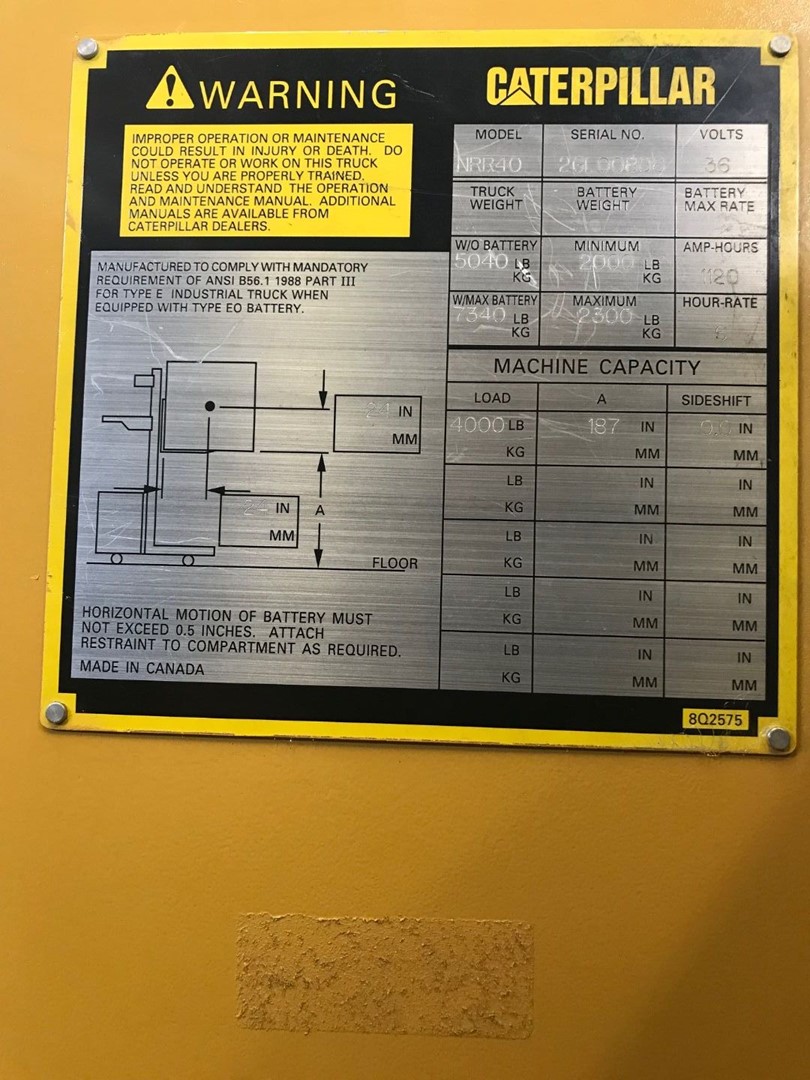 WARNING
IMPROPER OPERATION OR MAINTENANCE
COULD RESULT IN INJURY OR DEATH. DO
NOT OPERATE OR WORK ON THIS TRUCK
UNLESS YOU ARE PROPERLY TRAINED.
READ AND UNDERSTAND THE OPERATION
AND MAINTENANCE MANUAL. ADDITIONAL
MANUALS ARE AVAILABLE FROM
CATERPILLAR DEALERS.
MANUFACTURED TO COMPLY WITH MANDATORY
REQUIREMENT OF ANSI B56.1 1988 PART III
FOR TYPE E INDUSTRIAL TRUCK WHEN
EQUIPPED WITH TYPE EO BATTERY.
24 IN
MM
24 IN
MM
A
FLOOR
HORIZONTAL MOTION OF BATTERY MUST
NOT EXCEED 0.5 INCHES. ATTACH
RESTRAINT TO COMPARTMENT AS REQUIRED.
MADE IN CANADA
CATERPILLAR
MODEL SERIAL NO. VOLTS
NRR40 36
TRUCK WEIGHT BATTERY WEIGHT BATTERY MAX RATE
W/O BATTERY MINIMUM AMP-HOURS
5040 LB 2000 LB 1120
KG KG
W/MAX BATTERY MAXIMUM HOUR-RATE
7340 LB 2300 LB
KG KG
MACHINE CAPACITY
LOAD A SIDESHIFT
4000 LB 187 IN IN
KG MM MM
LB IN IN
KG MM MM
LB IN IN
KG MM MM
LB IN IN
KG MM MM
LB IN IN
KG MM MM
8Q2575